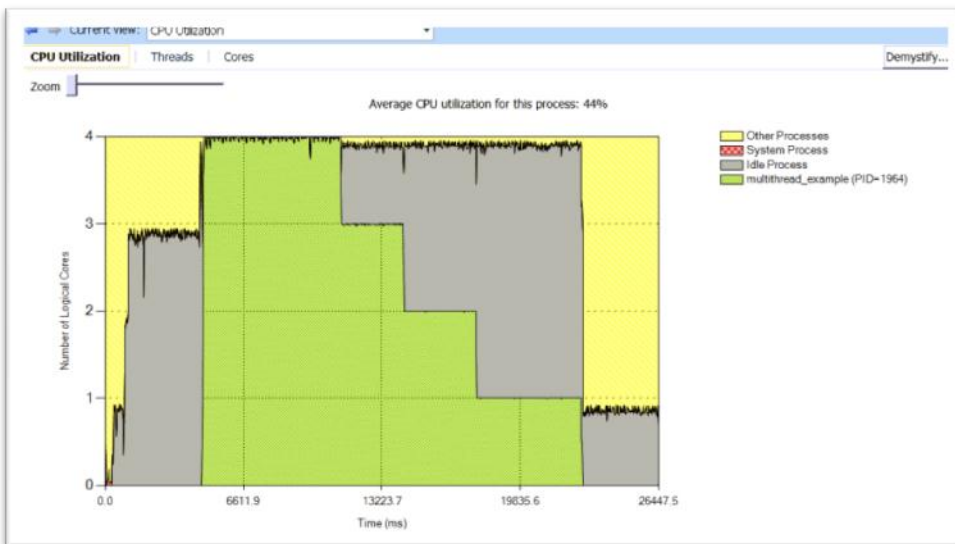 Current view: CPU Utilization
CPU Utilization Threads Cores Demystify...
Zoom
Average CPU utilization for this process: 44%
4
3
2
1
0
Number of Logical Cores
0.0 6611.9 13223.7 19835.6 26447.5
Time (ms)
Other Processes
System Process
Idle Process
multithread_example (PID=1964)